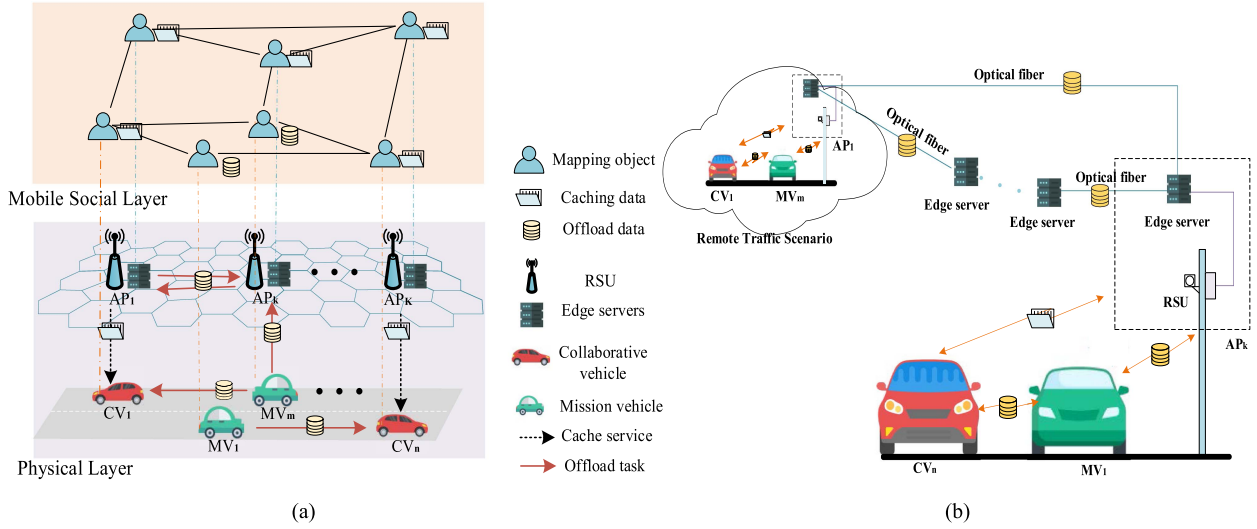 Mobile Social Layer
AP1
APk
APK
CV1
MVm
MV1
CVn
Physical Layer
(a)
Mapping object
Caching data
Offload data
RSU
Edge servers
Collaborative
vehicle
Mission vehicle
Cache service
Offload task
Optical fiber
Optical fiber
AP1
CV1
MVm
Remote Traffic Scenario
Edge server
Edge server
Optical fiber
Edge server
RSU
APk
CVn
MV1
(b)